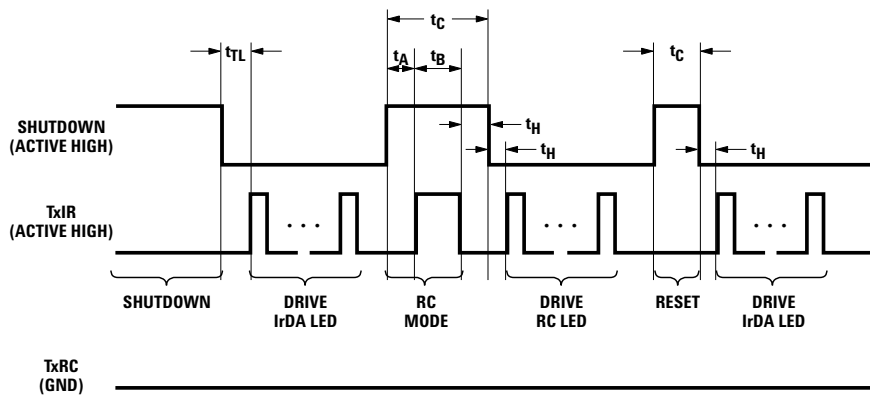 tC
tTL
tA
tB
tC
SHUTDOWN
(ACTIVE HIGH)
tH
tH
tH
TxIR
(ACTIVE HIGH)
SHUTDOWN
DRIVE
IrDA LED
RC
MODE
DRIVE
RC LED
RESET
DRIVE
IrDA LED
TxRC
(GND)